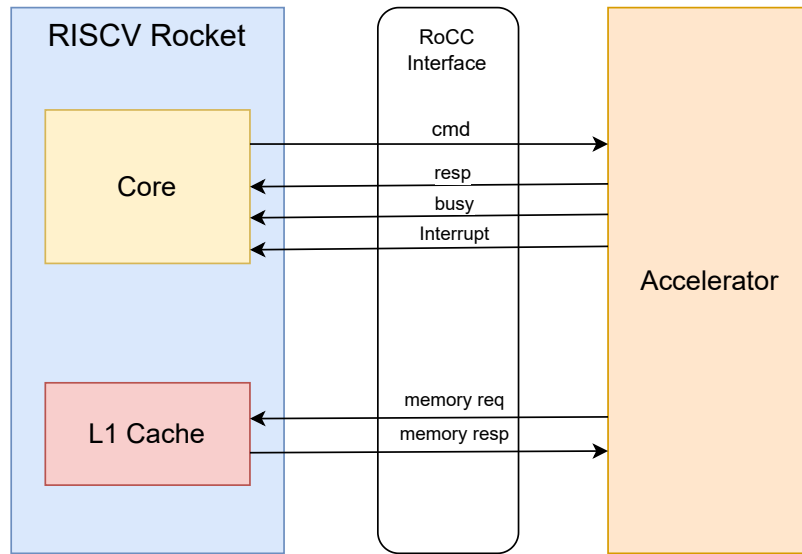 RISCV Rocket
RoCC
Interface
Core
cmd
resp
busy
Interrupt
Accelerator
L1 Cache
memory req
memory resp